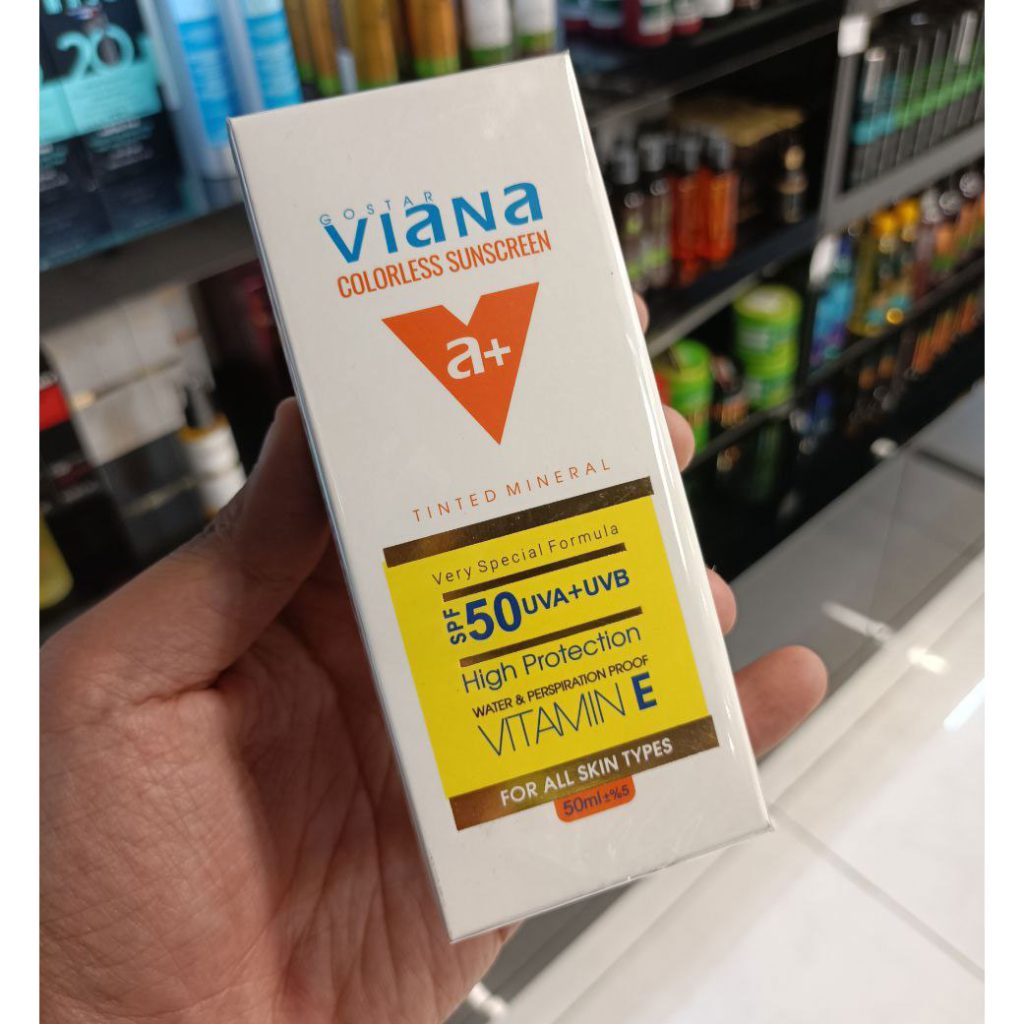 GOSTAR
VIANA
COLORLESS SUNSCREEN
a+
TINTED MINERAL
Very Special Formula
SPF 50 UVA+UVB
High Protection
WATER & PERSPIRATION PROOF
VITAMIN E
FOR ALL SKIN TYPES
50ml±%5
20